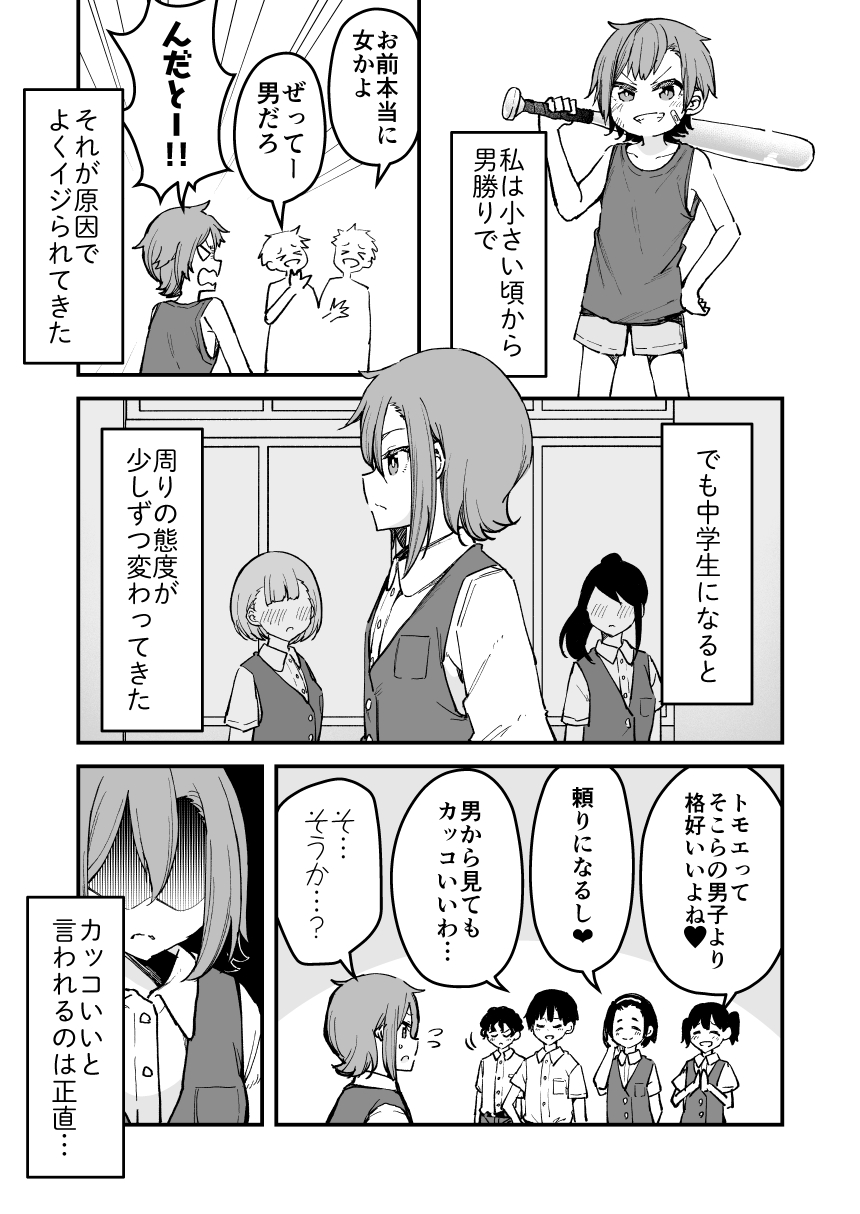 私は小さい頃から
男勝りで
お前本当に
女かよ
ぜってー
男だろ
んだとー!!
それが原因で
よくイジられてきた
でも中学生になると
周りの態度が
少しずつ変わってきた
トモエって
そこらの男子より
格好いいよね♥
頼りになるし♥
男から見ても
カッコいいわ…
そ…
そうか…?
カッコいいと
言われるのは正直…